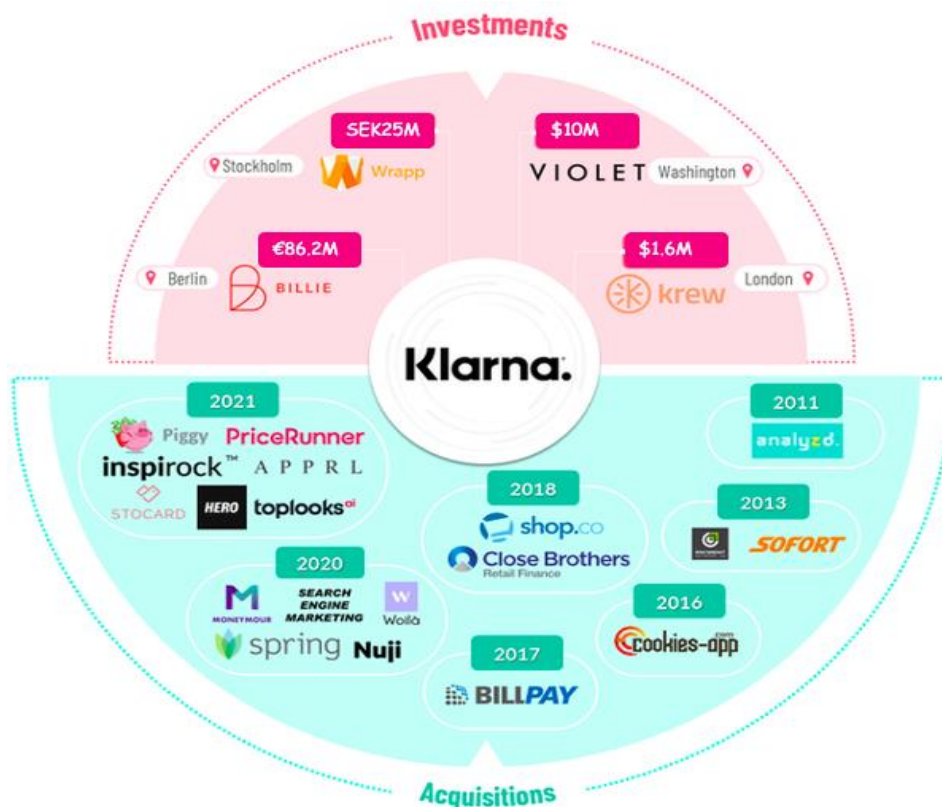 Investments
SEK25M
Stockholm
Wrapp
$10M
VIOLET
Washington
€86,2M
Berlin
BILLIE
$1,6M
krew
London
Klarna.
2021
Piggy
PriceRunner
inspirock™
APPRL
STOCARD
HERO
toplooks.ai
2020
MONEYMOUR
SEARCH
ENGINE
MARKETING
W
Woilà
spring
Nuji
2018
shop.co
Close Brothers
Retail Finance
2017
BILLPAY
2011
analyzd.
2013
SOFORT
2016
cookies-app
.com
Acquisitions